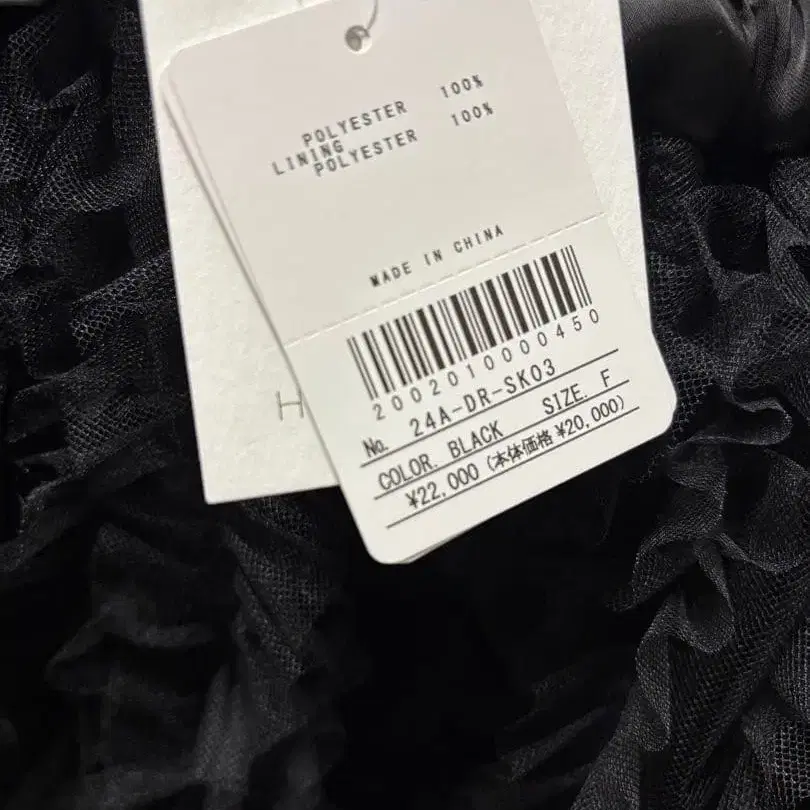 POLYESTER 100%
LINING
POLYESTER 100%
MADE IN CHINA
2002010000450
No. 24A-DR-SK03
COLOR. BLACK SIZE. F
¥22,000 (本体価格 ¥20,000)
H